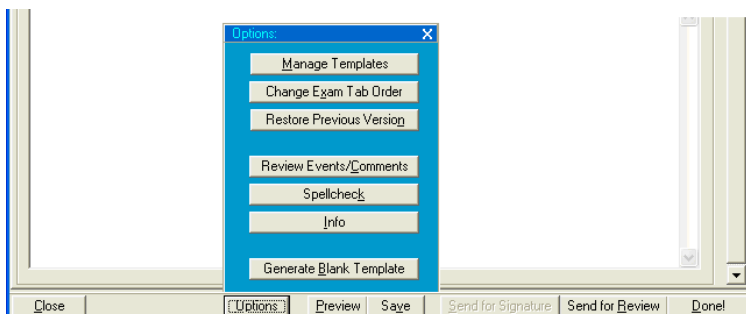 Options:
Manage Templates
Change Exam Tab Order
Restore Previous Version
Review Events/Comments
Spellcheck
Info
Generate Blank Template
Close Options Preview Save Send for Signature Send for Review Done!